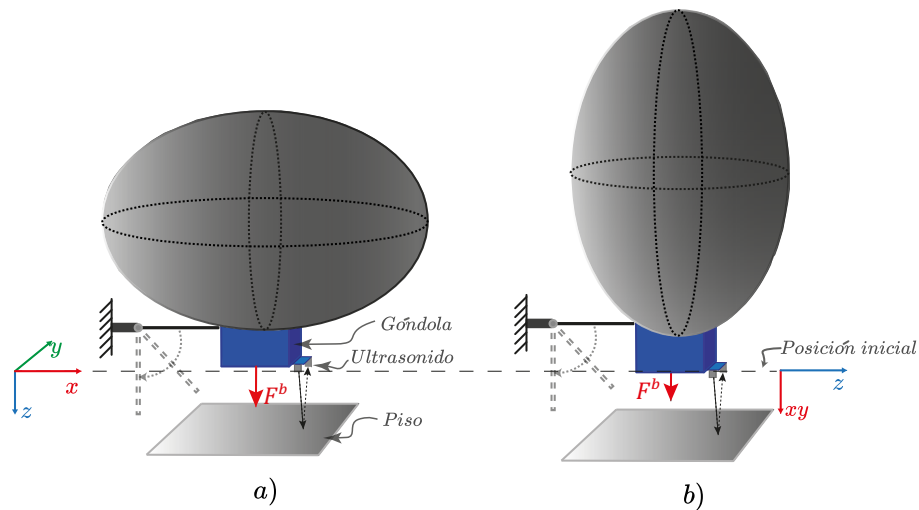 Góndola
Ultrasonido
y
x
z
F^b
Piso
a)
Posición inicial
z
F^b
xy
b)